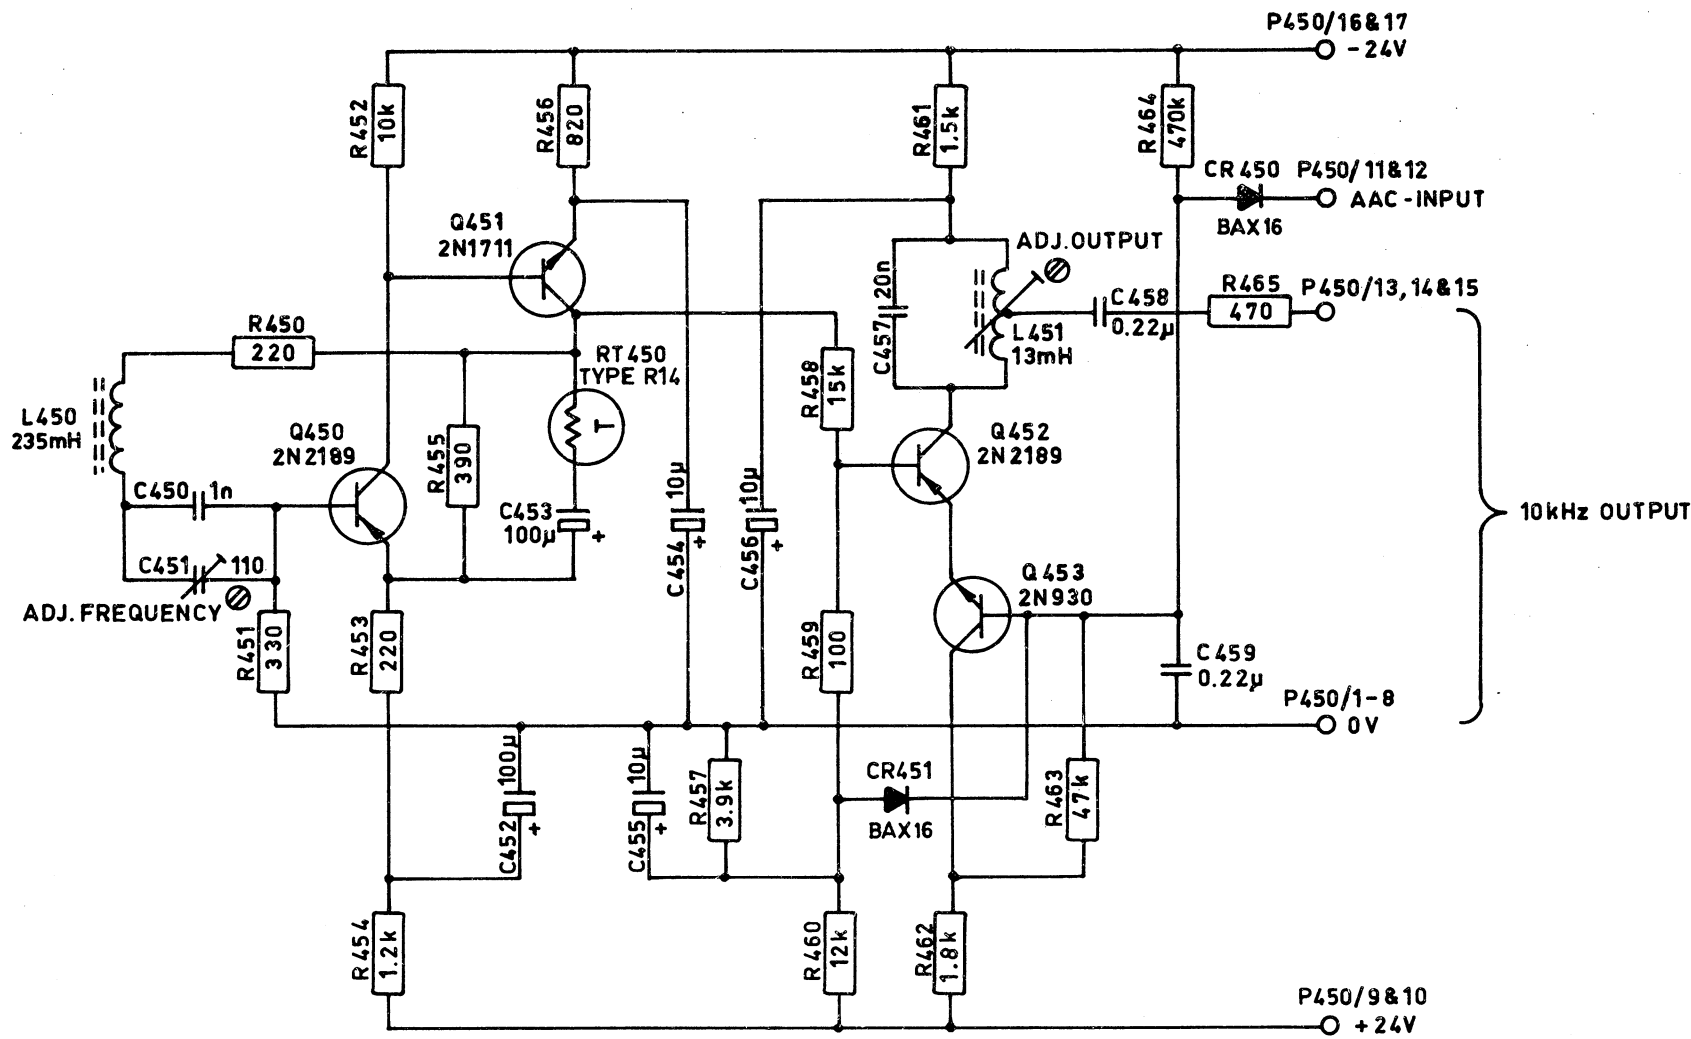 P450/16&17
-24V
R452
10k
R456
820
R461
1.5k
R464
470k
CR450
P450/11&12
AAC-INPUT
BAX16
Q451
2N1711
ADJ.OUTPUT
C457
20n
C458
0.22µ
R465
470
P450/13,14&15
L451
13mH
R450
220
RT450
TYPE R14
T
R458
15k
L450
235mH
Q450
2N2189
R455
390
Q452
2N2189
C450
1n
C453
100µ
+
C454
10µ
+
C456
10µ
+
10kHz OUTPUT
C451
110
ADJ.FREQUENCY
Q453
2N930
R451
330
R453
220
R459
100
C459
0.22µ
P450/1-8
0V
C452
100µ
+
C455
10µ
+
R457
3.9k
CR451
BAX16
R463
47k
R454
1.2k
R460
12k
R462
1.8k
P450/9&10
+24V